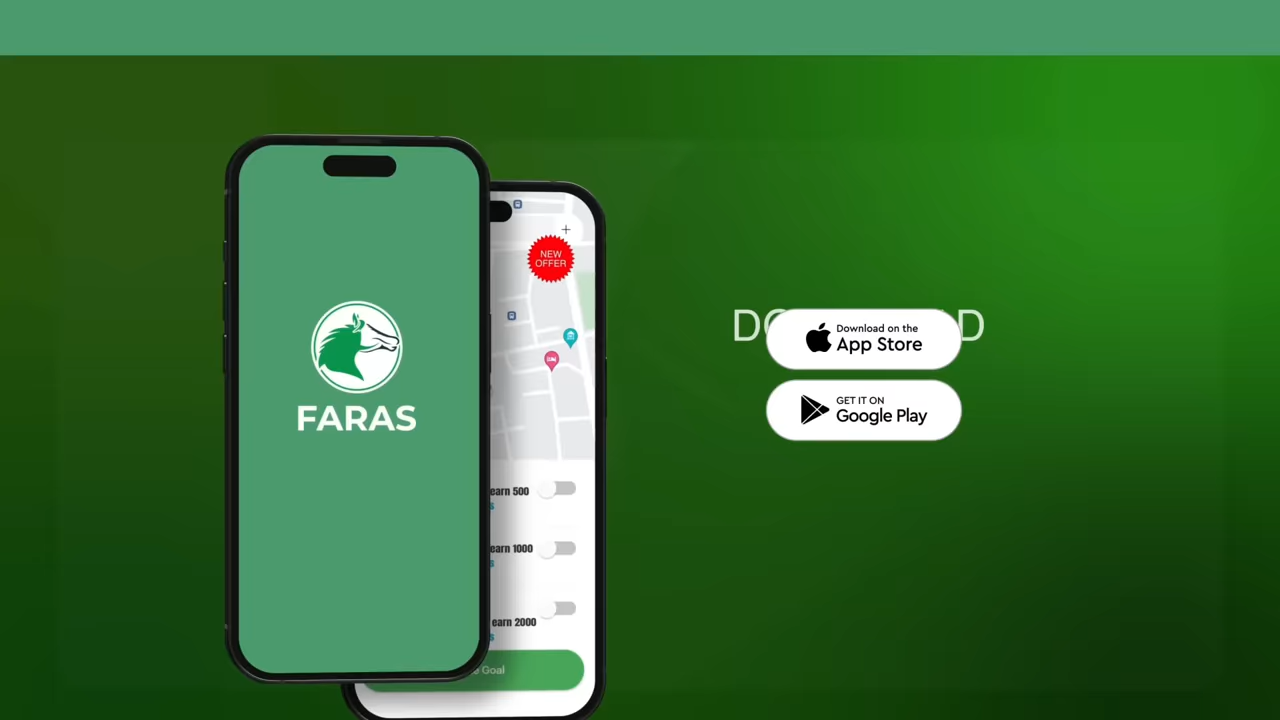 FARAS
NEW
OFFER
earn 500
s
earn 1000
s
earn 2000
s
e Goal
Download on the
App Store
GET IT ON
Google Play